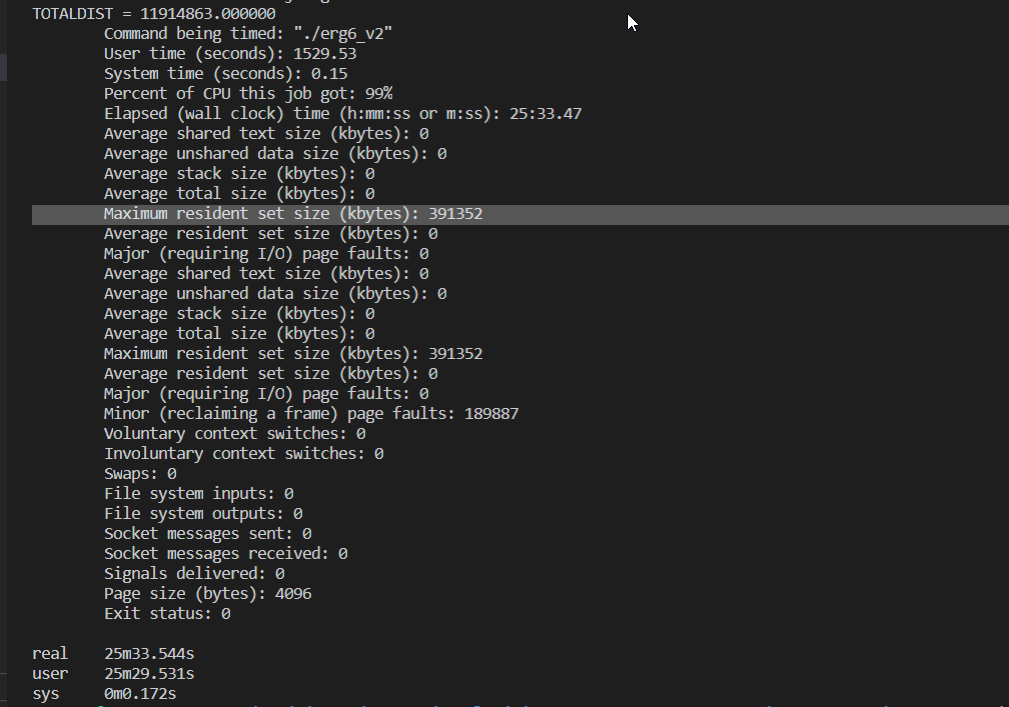 TOTALDIST = 11914863.000000
Command being timed: "./erg6_v2"
User time (seconds): 1529.53
System time (seconds): 0.15
Percent of CPU this job got: 99%
Elapsed (wall clock) time (h:mm:ss or m:ss): 25:33.47
Average shared text size (kbytes): 0
Average unshared data size (kbytes): 0
Average stack size (kbytes): 0
Average total size (kbytes): 0
Maximum resident set size (kbytes): 391352
Average resident set size (kbytes): 0
Major (requiring I/O) page faults: 0
Average shared text size (kbytes): 0
Average unshared data size (kbytes): 0
Average stack size (kbytes): 0
Average total size (kbytes): 0
Maximum resident set size (kbytes): 391352
Average resident set size (kbytes): 0
Major (requiring I/O) page faults: 0
Minor (reclaiming a frame) page faults: 189887
Voluntary context switches: 0
Involuntary context switches: 0
Swaps: 0
File system inputs: 0
File system outputs: 0
Socket messages sent: 0
Socket messages received: 0
Signals delivered: 0
Page size (bytes): 4096
Exit status: 0
real 25m33.544s
user 25m29.531s
sys 0m0.172s